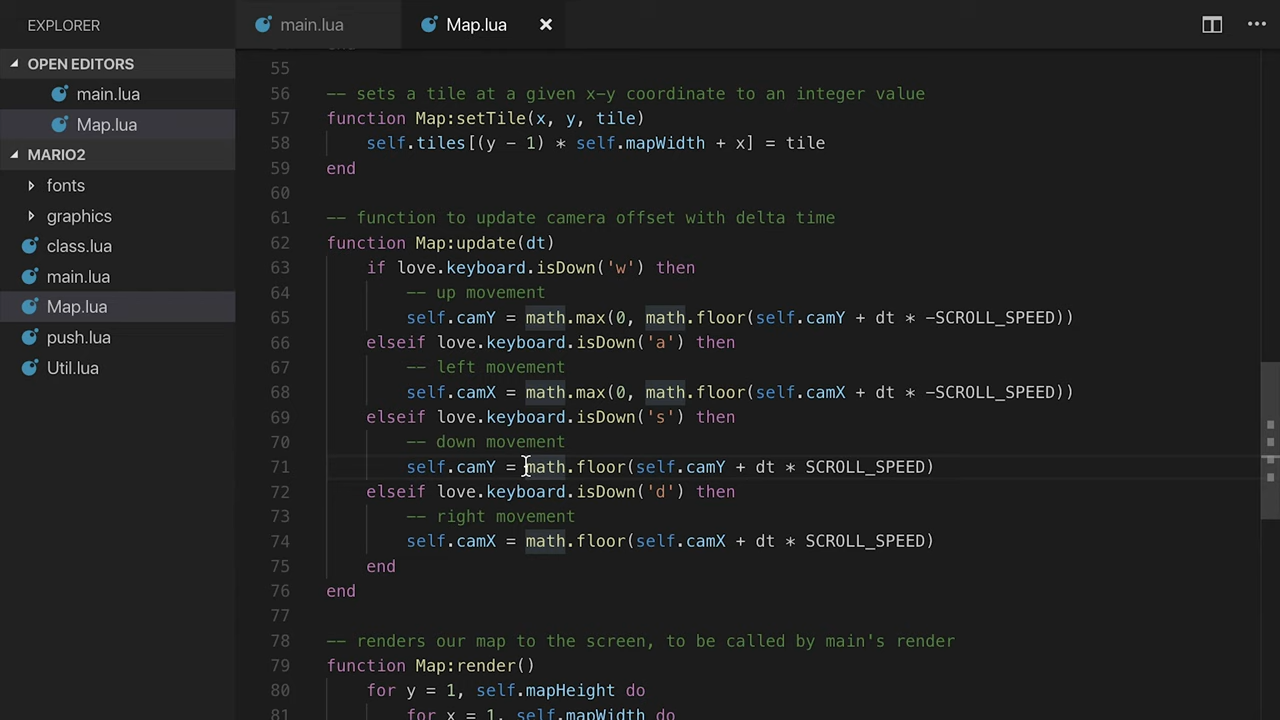 EXPLORER
main.lua
Map.lua
OPEN EDITORS
main.lua
Map.lua
MARIO2
fonts
graphics
class.lua
main.lua
Map.lua
push.lua
Util.lua
55
56 -- sets a tile at a given x-y coordinate to an integer value
57 function Map:setTile(x, y, tile)
58 self.tiles[(y - 1) * self.mapWidth + x] = tile
59 end
60
61 -- function to update camera offset with delta time
62 function Map:update(dt)
63 if love.keyboard.isDown('w') then
64 -- up movement
65 self.camY = math.max(0, math.floor(self.camY + dt * -SCROLL_SPEED))
66 elseif love.keyboard.isDown('a') then
67 -- left movement
68 self.camX = math.max(0, math.floor(self.camX + dt * -SCROLL_SPEED))
69 elseif love.keyboard.isDown('s') then
70 -- down movement
71 self.camY = math.floor(self.camY + dt * SCROLL_SPEED)
72 elseif love.keyboard.isDown('d') then
73 -- right movement
74 self.camX = math.floor(self.camX + dt * SCROLL_SPEED)
75 end
76 end
77
78 -- renders our map to the screen, to be called by main's render
79 function Map:render()
80 for y = 1, self.mapHeight do
81 for x = 1, self.mapWidth do